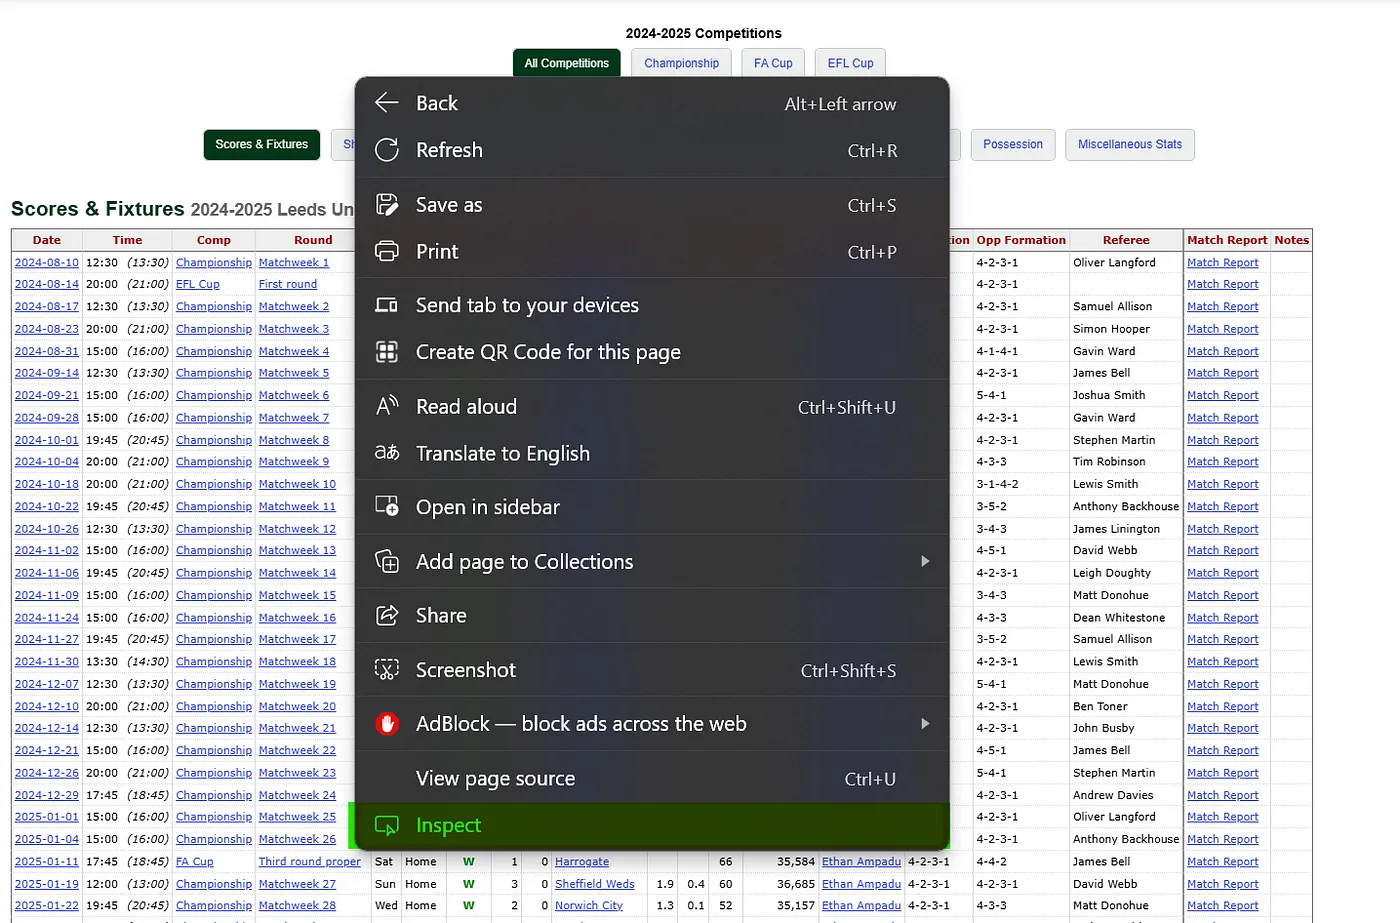 2024-2025 Competitions
All Competitions Championship FA Cup EFL Cup
Scores & Fixtures Possession Miscellaneous Stats
Scores & Fixtures 2024-2025 Leeds Un
Date Time Comp Round Opp Formation Referee Match Report Notes
2024-08-10 12:30 (13:30) Championship Matchweek 1 4-2-3-1 Oliver Langford Match Report
2024-08-14 20:00 (21:00) EFL Cup First round 4-2-3-1 Match Report
2024-08-17 12:30 (13:30) Championship Matchweek 2 4-2-3-1 Samuel Allison Match Report
2024-08-23 20:00 (21:00) Championship Matchweek 3 4-2-3-1 Simon Hooper Match Report
2024-08-31 15:00 (16:00) Championship Matchweek 4 4-1-4-1 Gavin Ward Match Report
2024-09-14 12:30 (13:30) Championship Matchweek 5 4-2-3-1 James Bell Match Report
2024-09-21 15:00 (16:00) Championship Matchweek 6 5-4-1 Joshua Smith Match Report
2024-09-28 15:00 (16:00) Championship Matchweek 7 4-2-3-1 Gavin Ward Match Report
2024-10-01 19:45 (20:45) Championship Matchweek 8 4-2-3-1 Stephen Martin Match Report
2024-10-04 20:00 (21:00) Championship Matchweek 9 4-3-3 Tim Robinson Match Report
2024-10-18 20:00 (21:00) Championship Matchweek 10 3-1-4-2 Lewis Smith Match Report
2024-10-22 19:45 (20:45) Championship Matchweek 11 3-5-2 Anthony Backhouse Match Report
2024-10-26 12:30 (13:30) Championship Matchweek 12 3-4-3 James Linington Match Report
2024-11-02 15:00 (16:00) Championship Matchweek 13 4-5-1 David Webb Match Report
2024-11-06 19:45 (20:45) Championship Matchweek 14 4-2-3-1 Leigh Doughty Match Report
2024-11-09 15:00 (16:00) Championship Matchweek 15 3-4-3 Matt Donohue Match Report
2024-11-24 15:00 (16:00) Championship Matchweek 16 4-3-3 Dean Whitestone Match Report
2024-11-27 19:45 (20:45) Championship Matchweek 17 3-5-2 Samuel Allison Match Report
2024-11-30 13:30 (14:30) Championship Matchweek 18 4-2-3-1 Lewis Smith Match Report
2024-12-07 12:30 (13:30) Championship Matchweek 19 5-4-1 Matt Donohue Match Report
2024-12-10 20:00 (21:00) Championship Matchweek 20 4-2-3-1 Ben Toner Match Report
2024-12-14 12:30 (13:30) Championship Matchweek 21 4-2-3-1 John Busby Match Report
2024-12-21 15:00 (16:00) Championship Matchweek 22 4-5-1 James Bell Match Report
2024-12-26 20:00 (21:00) Championship Matchweek 23 5-4-1 Stephen Martin Match Report
2024-12-29 17:45 (18:45) Championship Matchweek 24 4-2-3-1 Andrew Davies Match Report
2025-01-01 15:00 (16:00) Championship Matchweek 25 4-2-3-1 Oliver Langford Match Report
2025-01-04 15:00 (16:00) Championship Matchweek 26 4-2-3-1 Anthony Backhouse Match Report
2025-01-11 17:45 (18:45) FA Cup Third round proper Sat Home W 1 0 Harrogate 66 35,584 Ethan Ampadu 4-2-3-1 4-4-2 James Bell Match Report
2025-01-19 12:00 (13:00) Championship Matchweek 27 Sun Home W 3 0 Sheffield Weds 1.9 0.4 60 36,685 Ethan Ampadu 4-2-3-1 4-2-3-1 David Webb Match Report
2025-01-22 19:45 (20:45) Championship Matchweek 28 Wed Home W 2 0 Norwich City 1.3 0.1 52 35,157 Ethan Ampadu 4-2-3-1 4-3-3 Matt Donohue Match Report
Back Alt+Left arrow
Refresh Ctrl+R
Save as Ctrl+S
Print Ctrl+P
Send tab to your devices
Create QR Code for this page
Read aloud Ctrl+Shift+U
Translate to English
Open in sidebar
Add page to Collections
Share
Screenshot Ctrl+Shift+S
AdBlock — block ads across the web
View page source Ctrl+U
Inspect